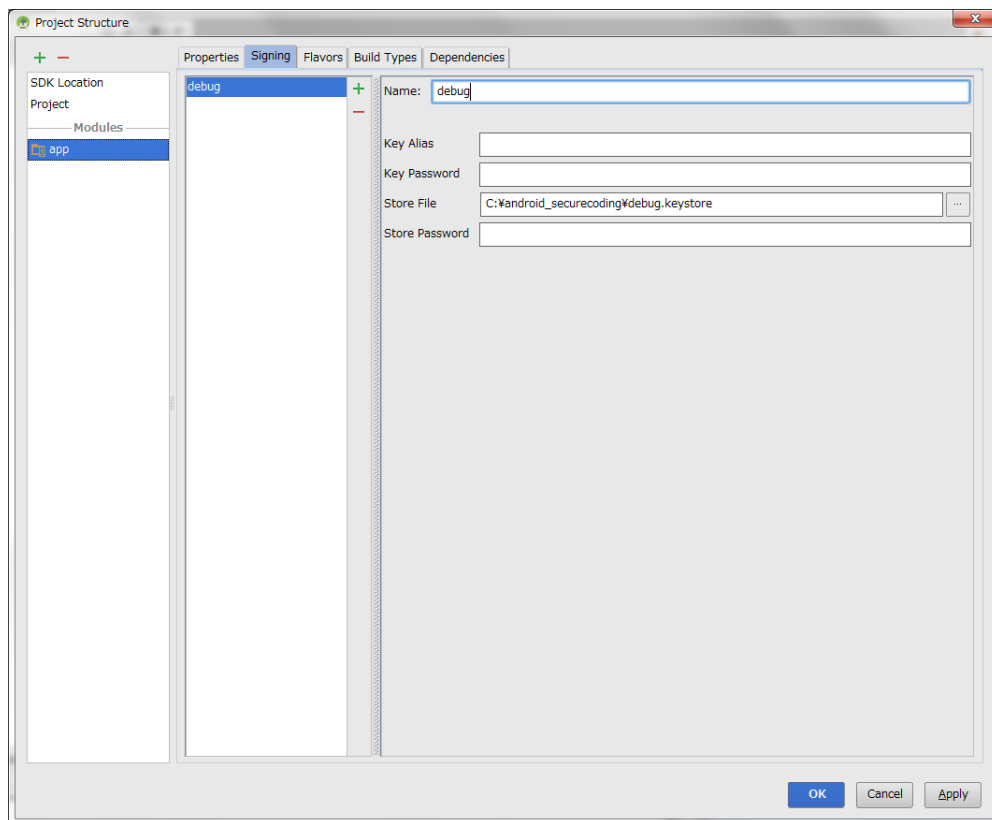 Project Structure
Properties Signing Flavors Build Types Dependencies
SDK Location
Project
Modules
app
debug
Name: debug
Key Alias
Key Password
Store File C:¥android_securecoding¥debug.keystore ...
Store Password
OK Cancel Apply